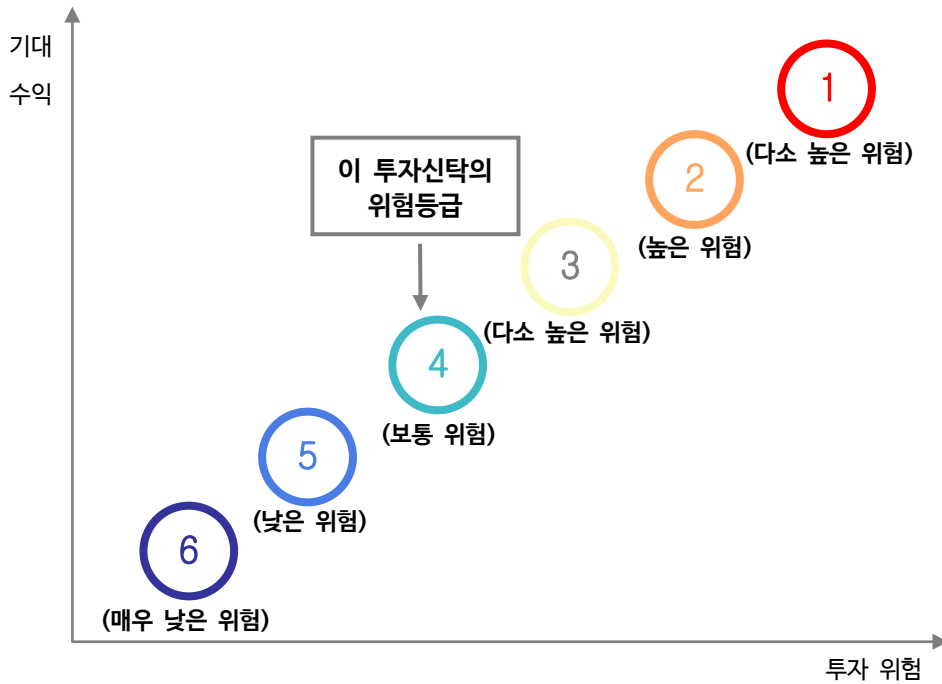 기대
수익
1
(다소 높은 위험)
이 투자신탁의
위험등급
2
(높은 위험)
3
(다소 높은 위험)
4
(보통 위험)
5
(낮은 위험)
6
(매우 낮은 위험)
투자 위험